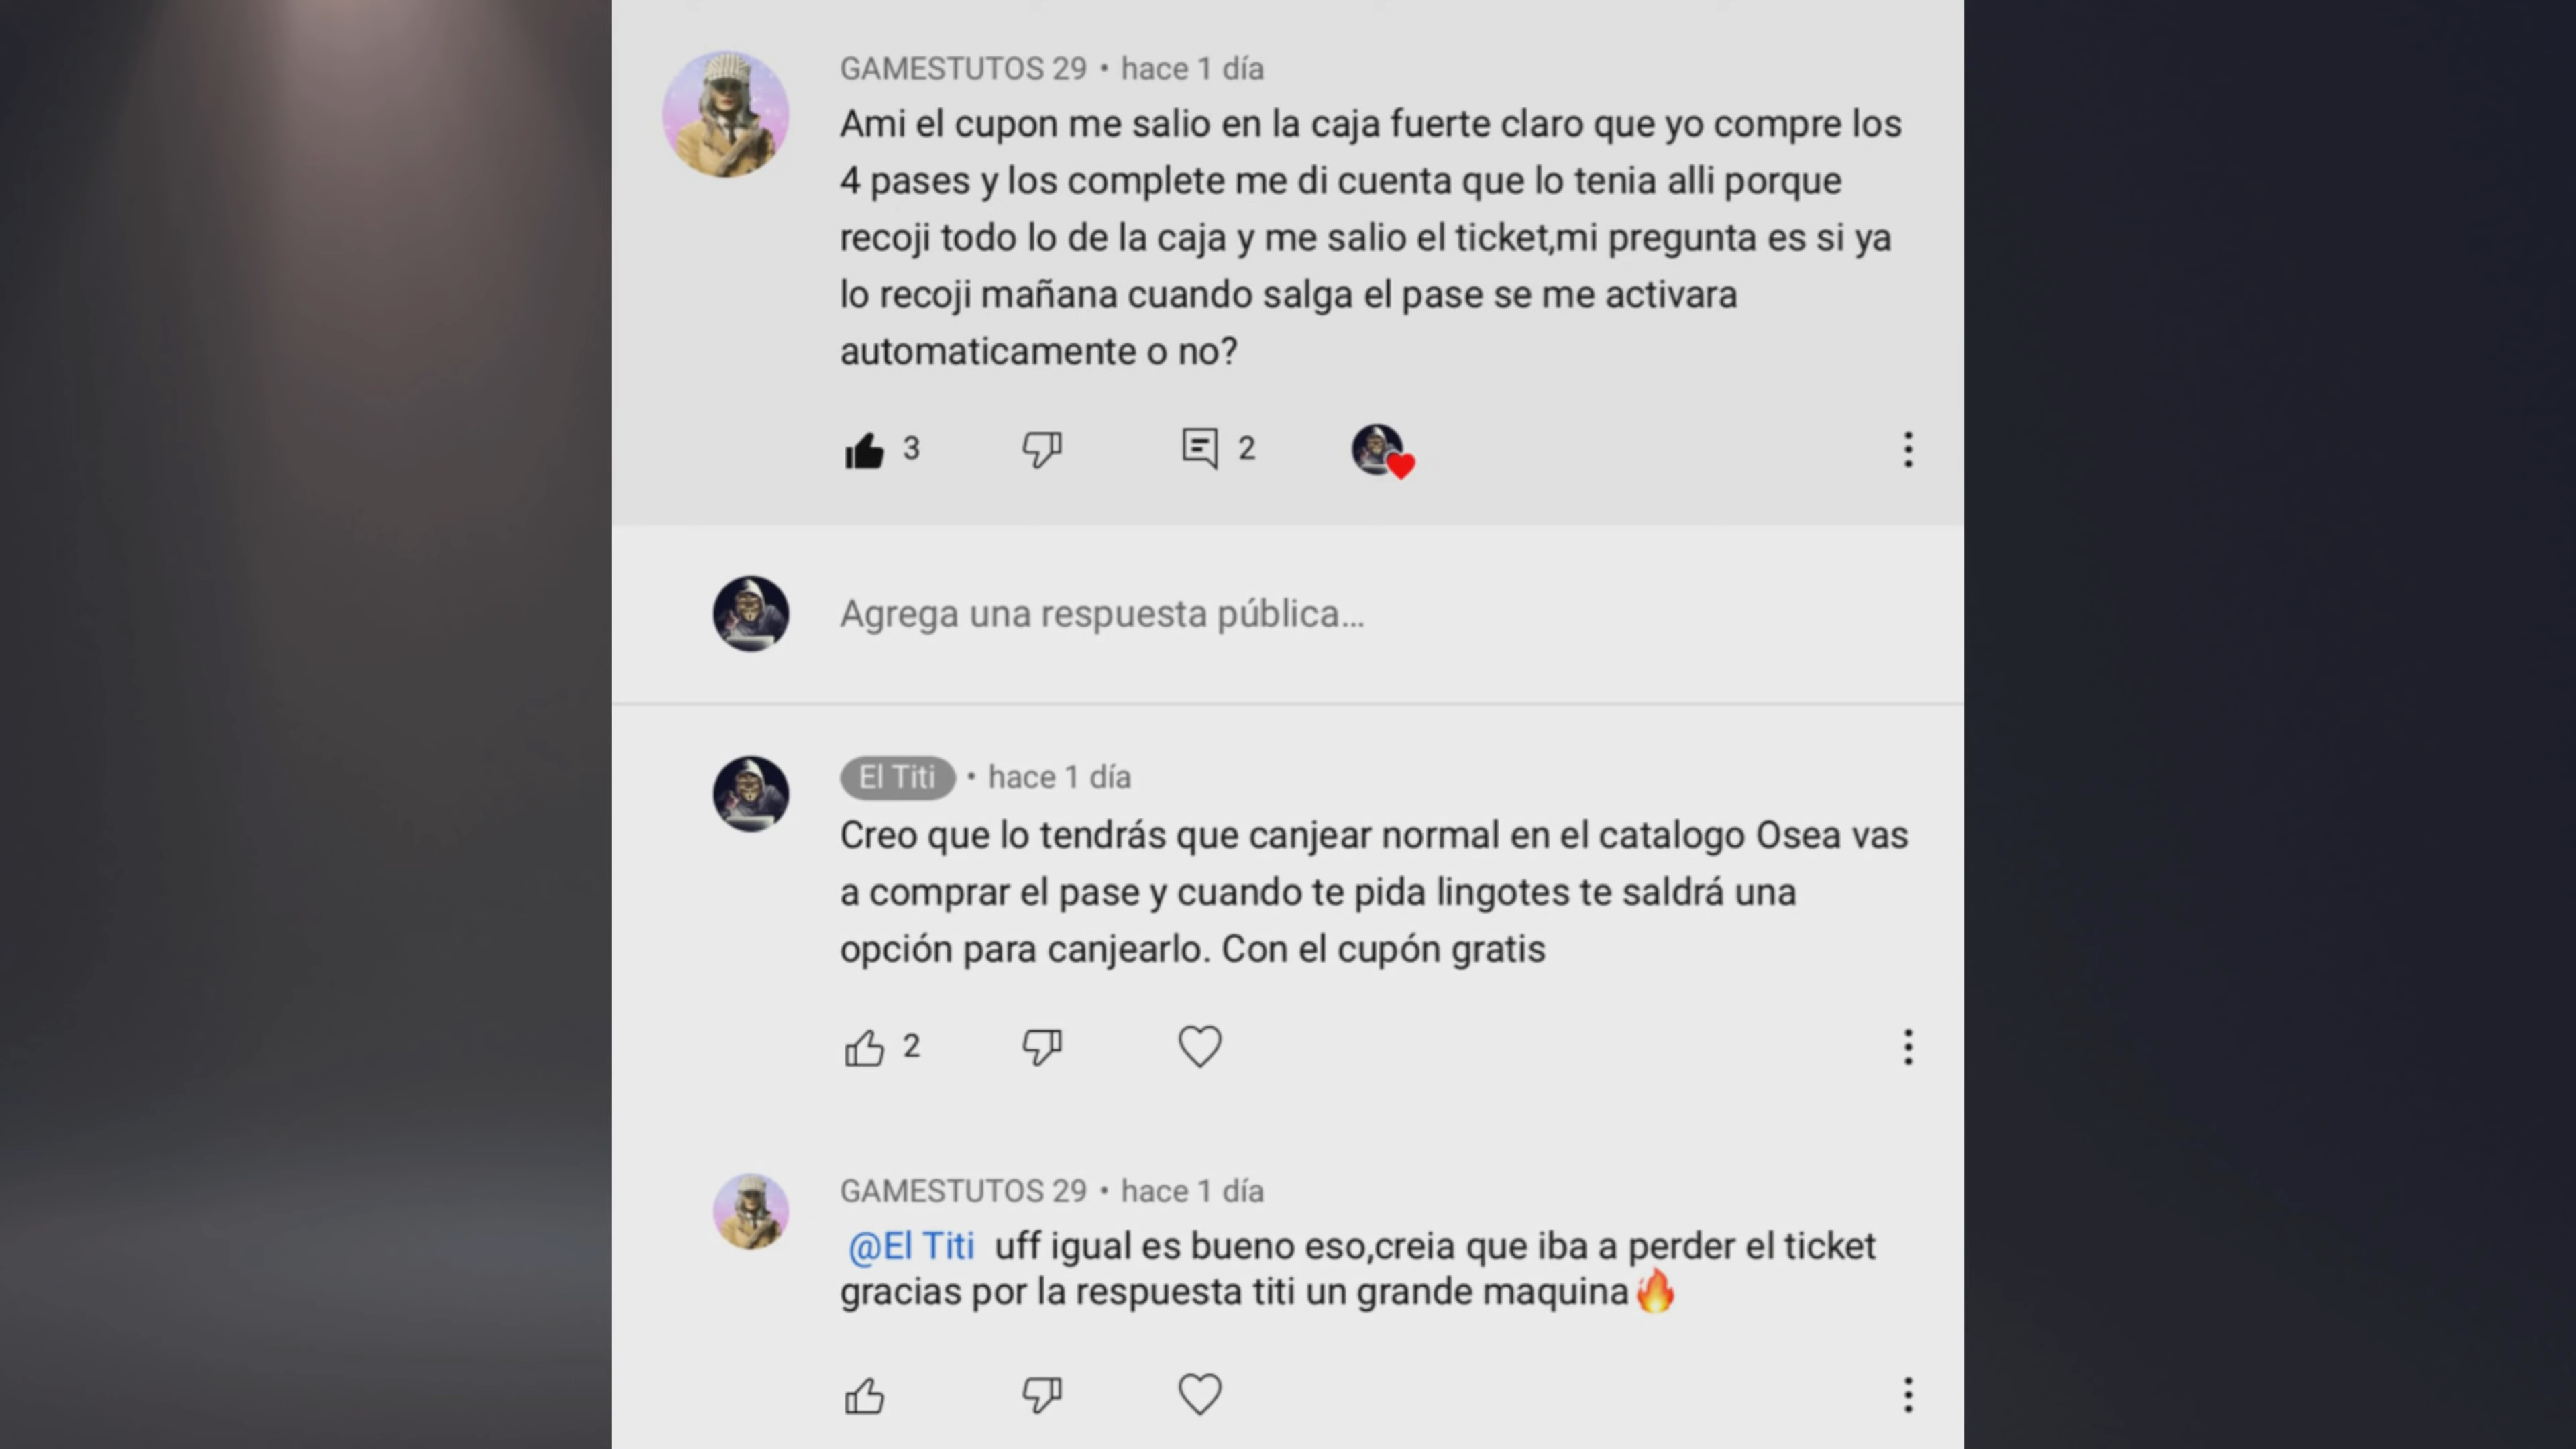 GAMESTUTOS 29 • hace 1 día
Ami el cupon me salio en la caja fuerte claro que yo compre los
4 pases y los complete me di cuenta que lo tenia alli porque
recoji todo lo de la caja y me salio el ticket,mi pregunta es si ya
lo recoji mañana cuando salga el pase se me activara
automaticamente o no?
3 2
Agrega una respuesta pública...
El Titi • hace 1 día
Creo que lo tendrás que canjear normal en el catalogo Osea vas
a comprar el pase y cuando te pida lingotes te saldrá una
opción para canjearlo. Con el cupón gratis
2
GAMESTUTOS 29 • hace 1 día
@El Titi uff igual es bueno eso,creia que iba a perder el ticket
gracias por la respuesta titi un grande maquina🔥